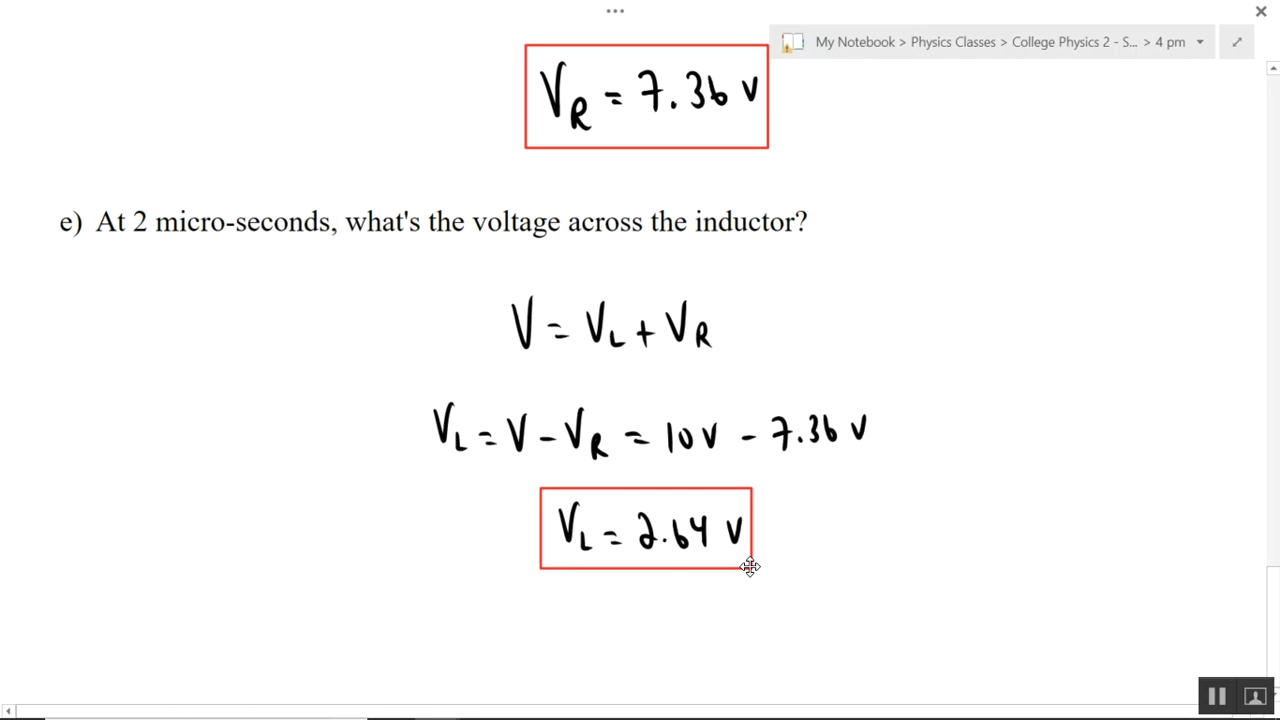 My Notebook > Physics Classes > College Physics 2 - S... > 4 pm
V_R = 7.36 V
e) At 2 micro-seconds, what's the voltage across the inductor?
V = V_L + V_R
V_L = V - V_R = 10 V - 7.36 V
V_L = 2.64 V